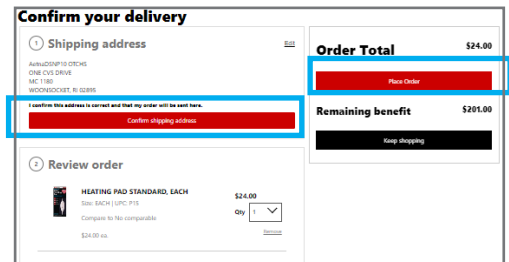 Confirm your delivery
1 Shipping address
Edit
AetnaDSNP10 OTCHS
ONE CVS DRIVE
MC 1180
WOONSOCKET, RI 02895
I confirm this address is correct and that my order will be sent here.
Confirm shipping address
2 Review order
HEATING PAD STANDARD, EACH
$24.00
Size: EACH | UPC: P15
Qty 1
Compare to No comparable
$24.00 ea.
Remove
Order Total $24.00
Place Order
Remaining benefit $201.00
Keep shopping